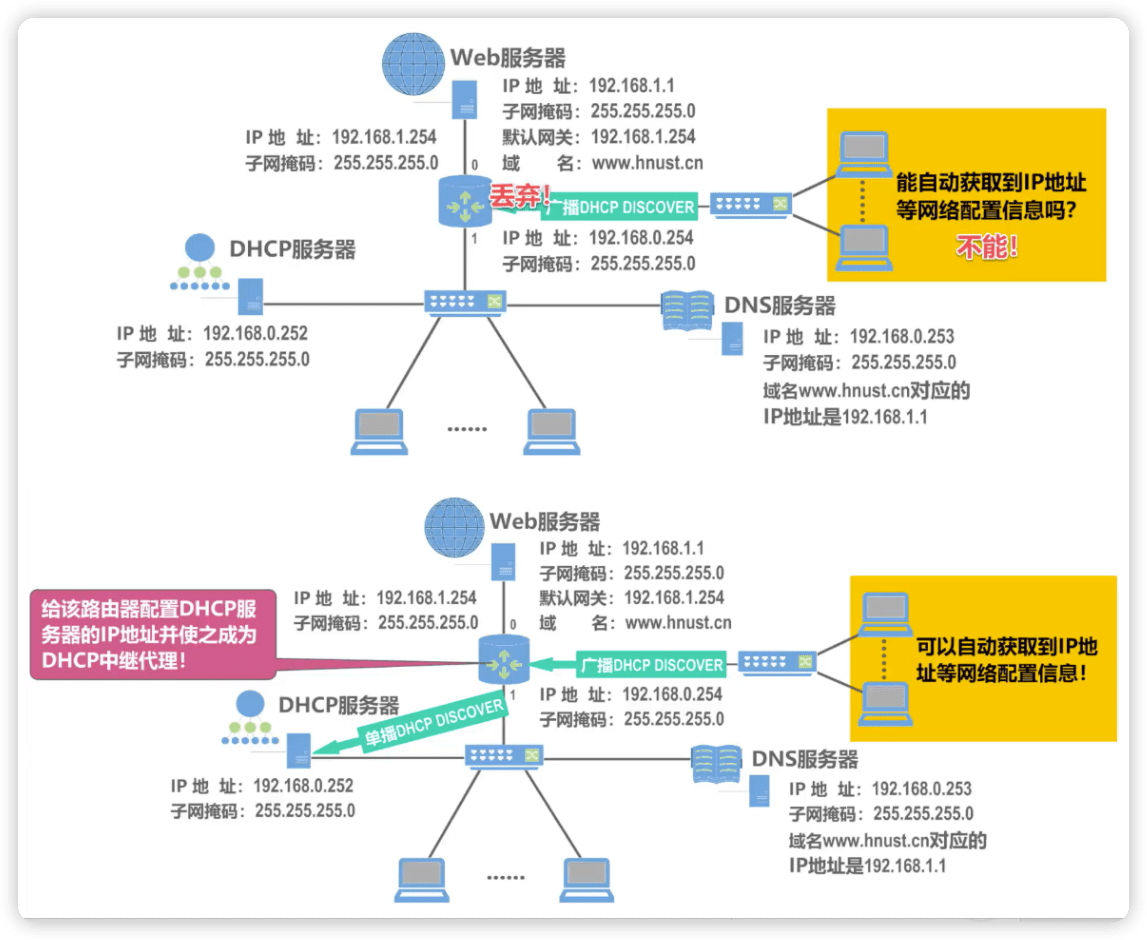 Web服务器
IP 地 址：192.168.1.1
子网掩码：255.255.255.0
默认网关：192.168.1.254
域 名：www.hnust.cn
IP 地 址：192.168.1.254
子网掩码：255.255.255.0
0
丢弃！
广播DHCP DISCOVER
能自动获取到IP地址
等网络配置信息吗？
不能！
1
IP 地 址：192.168.0.254
子网掩码：255.255.255.0
DHCP服务器
IP 地 址：192.168.0.252
子网掩码：255.255.255.0
DNS服务器
IP 地 址：192.168.0.253
子网掩码：255.255.255.0
域名www.hnust.cn对应的
IP地址是192.168.1.1
······
Web服务器
IP 地 址：192.168.1.1
子网掩码：255.255.255.0
默认网关：192.168.1.254
域 名：www.hnust.cn
给该路由器配置DHCP服
务器的IP地址并使之成为
DHCP中继代理！
IP 地 址：192.168.1.254
子网掩码：255.255.255.0
0
广播DHCP DISCOVER
可以自动获取到IP地
址等网络配置信息！
1
IP 地 址：192.168.0.254
子网掩码：255.255.255.0
DHCP服务器
单播DHCP DISCOVER
IP 地 址：192.168.0.252
子网掩码：255.255.255.0
DNS服务器
IP 地 址：192.168.0.253
子网掩码：255.255.255.0
域名www.hnust.cn对应的
IP地址是192.168.1.1
······